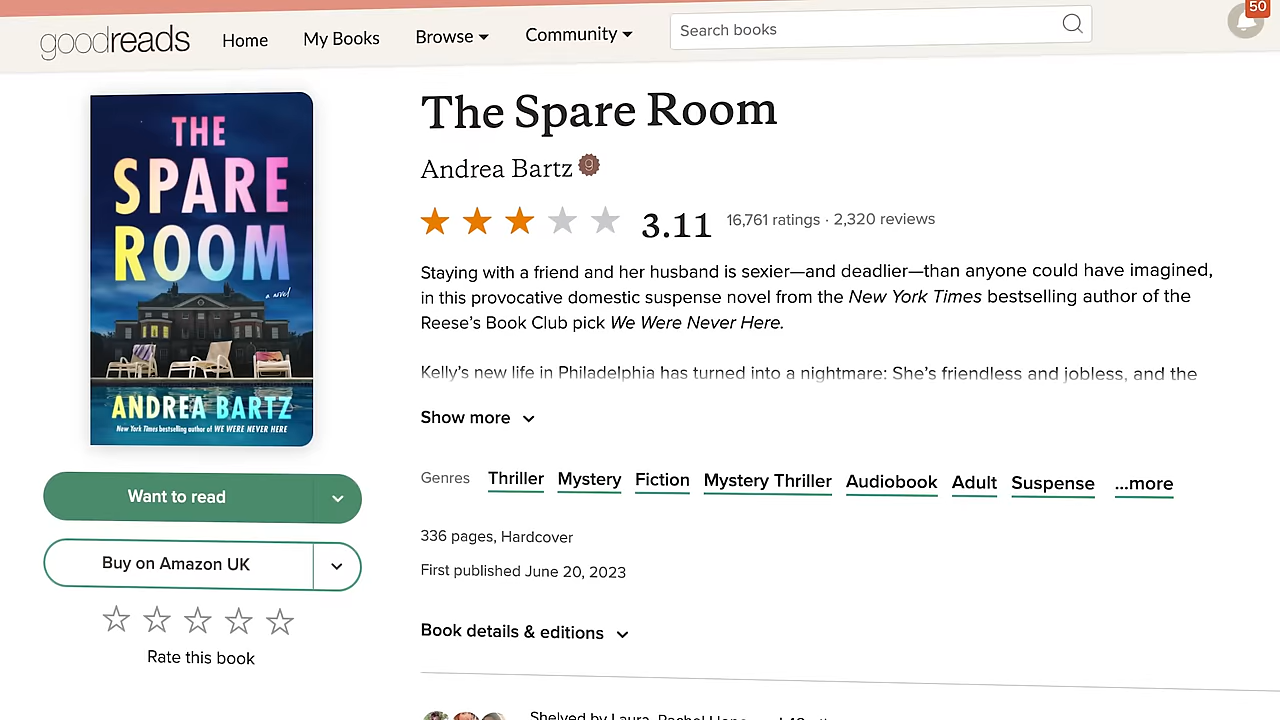 goodreads
Home
My Books
Browse
Community
Search books
50
THE
SPARE
ROOM
a novel
ANDREA BARTZ
New York Times bestselling author of WE WERE NEVER HERE
Want to read
Buy on Amazon UK
Rate this book
The Spare Room
Andrea Bartz g
3.11 16,761 ratings · 2,320 reviews
Staying with a friend and her husband is sexier—and deadlier—than anyone could have imagined,
in this provocative domestic suspense novel from the New York Times bestselling author of the
Reese's Book Club pick We Were Never Here.
Kelly's new life in Philadelphia has turned into a nightmare: She's friendless and jobless, and the
Show more
Genres Thriller Mystery Fiction Mystery Thriller Audiobook Adult Suspense ...more
336 pages, Hardcover
First published June 20, 2023
Book details & editions
Shelved by Laura, Rachel